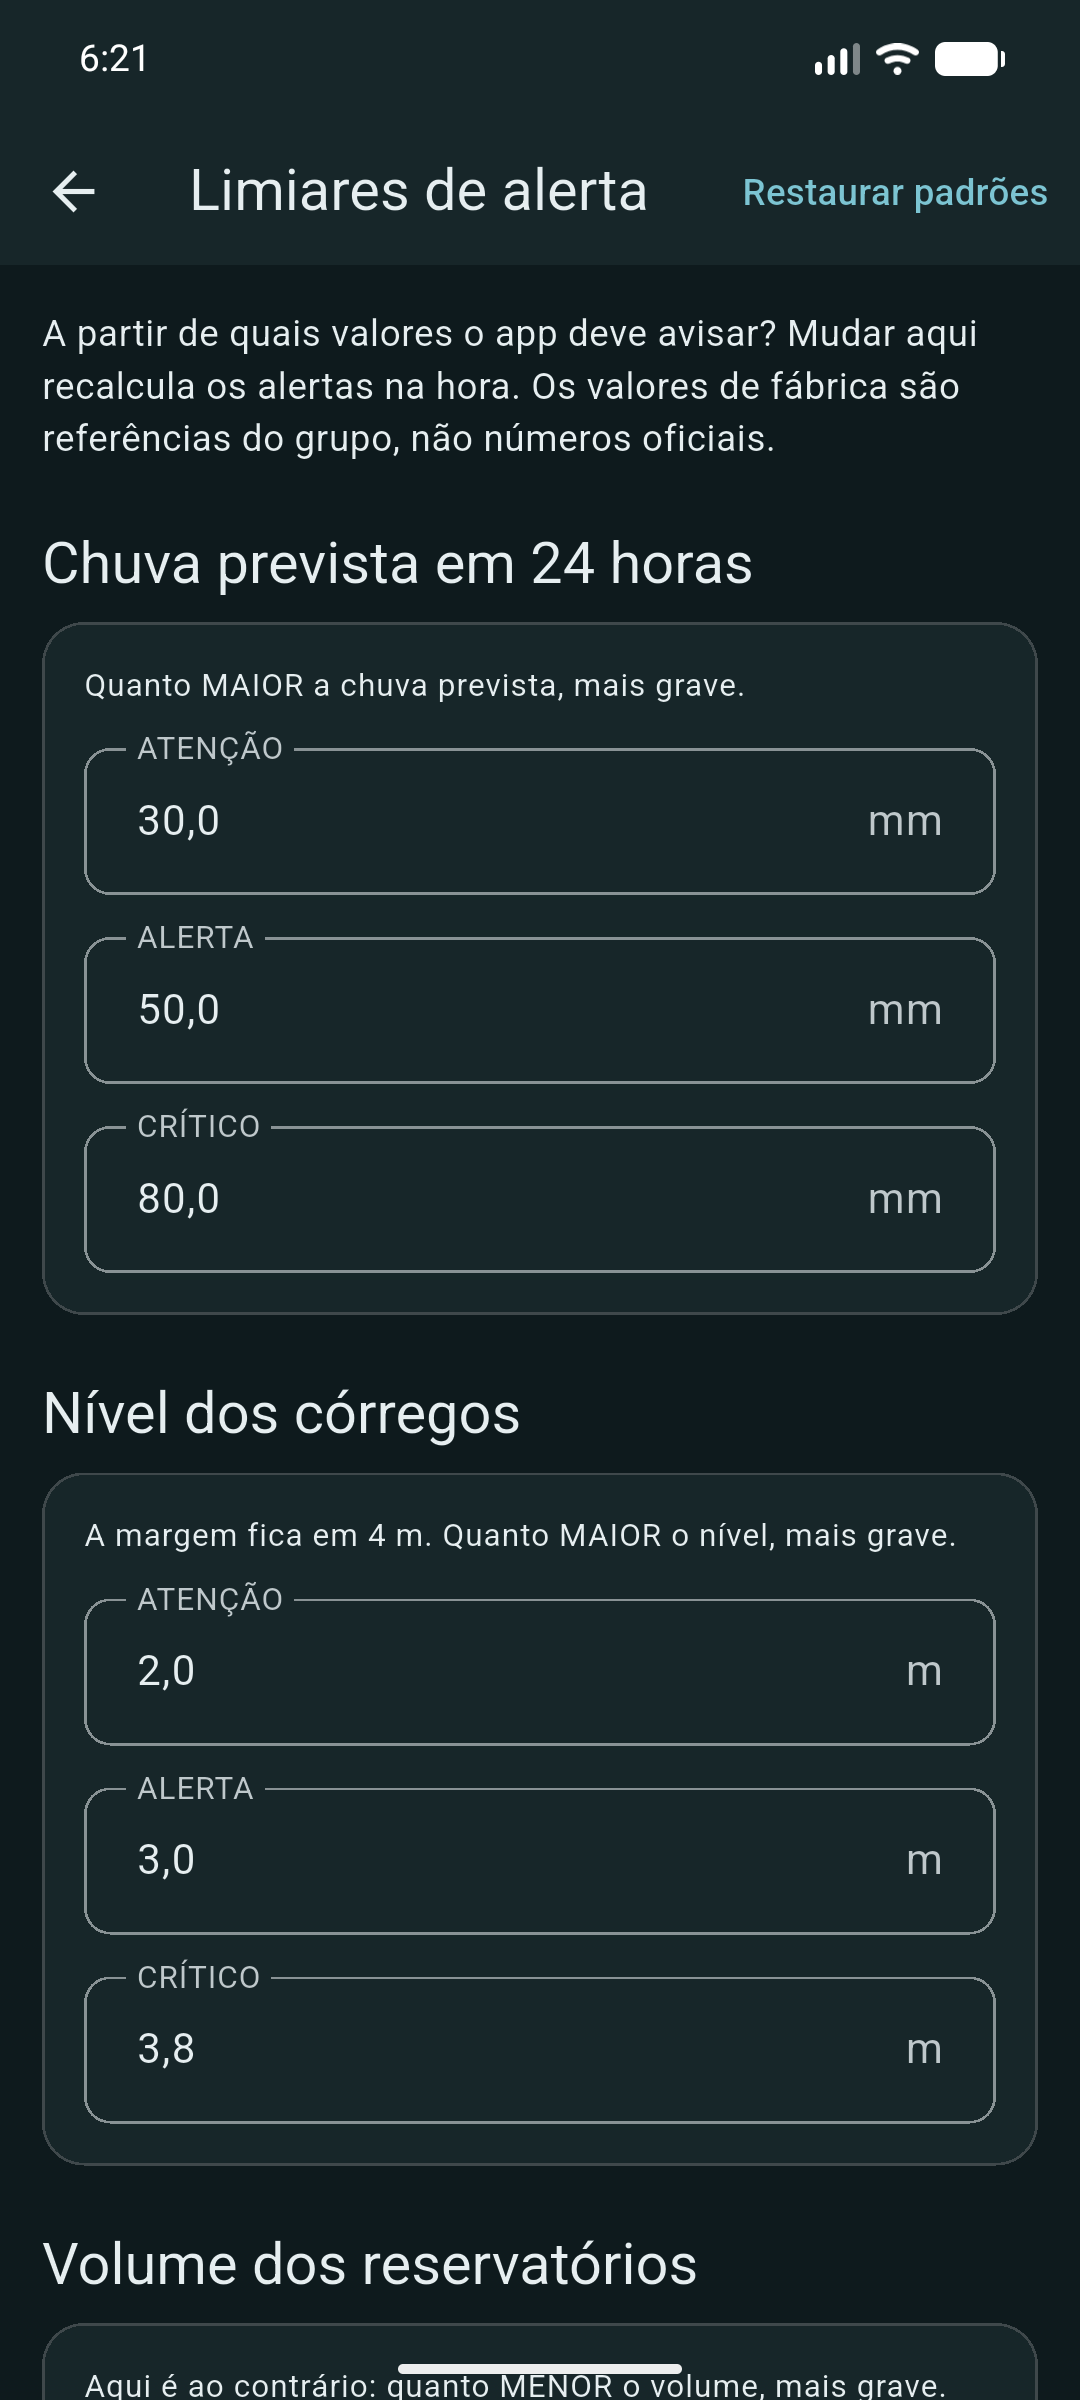 6:21
Limiares de alerta
Restaurar padrões
A partir de quais valores o app deve avisar? Mudar aqui
recalcula os alertas na hora. Os valores de fábrica são
referências do grupo, não números oficiais.
Chuva prevista em 24 horas
Quanto MAIOR a chuva prevista, mais grave.
ATENÇÃO
30,0 mm
ALERTA
50,0 mm
CRÍTICO
80,0 mm
Nível dos córregos
A margem fica em 4 m. Quanto MAIOR o nível, mais grave.
ATENÇÃO
2,0 m
ALERTA
3,0 m
CRÍTICO
3,8 m
Volume dos reservatórios
Aqui é ao contrário: quanto MENOR o volume, mais grave.